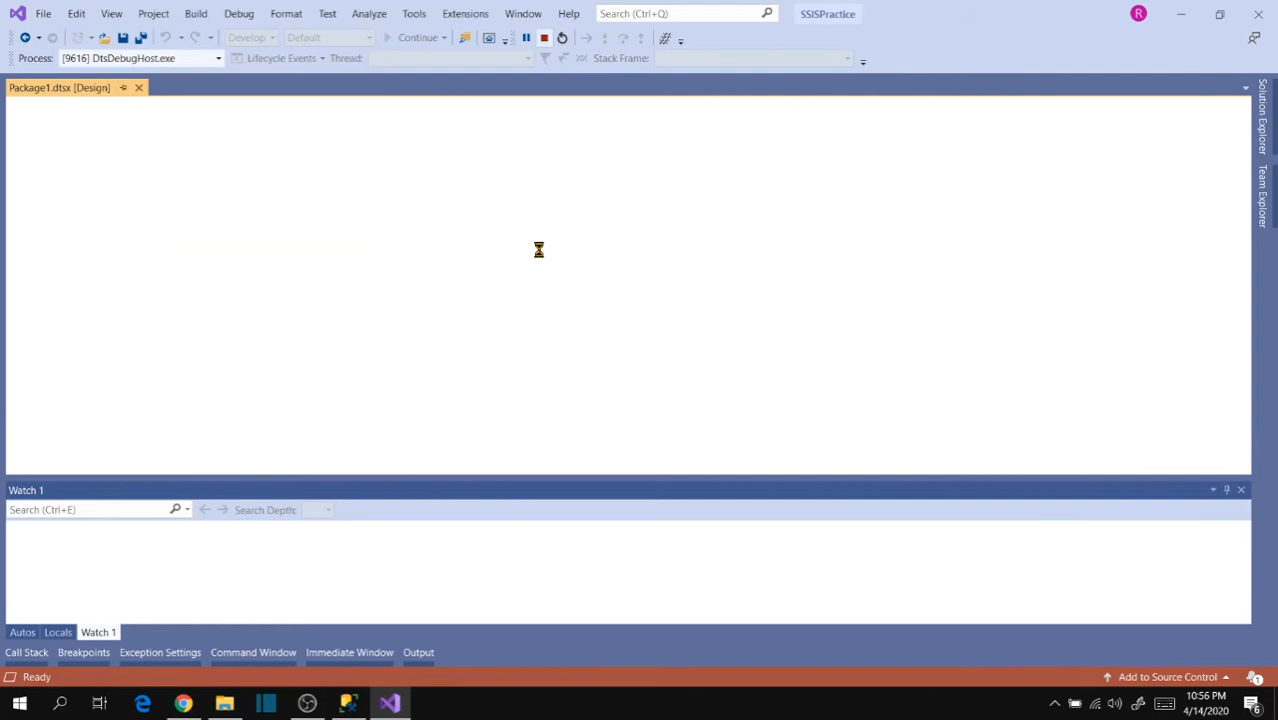 File Edit View Project Build Debug Format Test Analyze Tools Extensions Window Help Search (Ctrl+Q) SSISPractice R
Develop Default Continue
Process: [9616] DtsDebugHost.exe Lifecycle Events Thread: Stack Frame:
Package1.dtsx [Design]
Solution Explorer
Team Explorer
Watch 1
Search (Ctrl+E) Search Depth:
Autos Locals Watch 1
Call Stack Breakpoints Exception Settings Command Window Immediate Window Output
Ready Add to Source Control 1
10:56 PM
4/14/2020 6